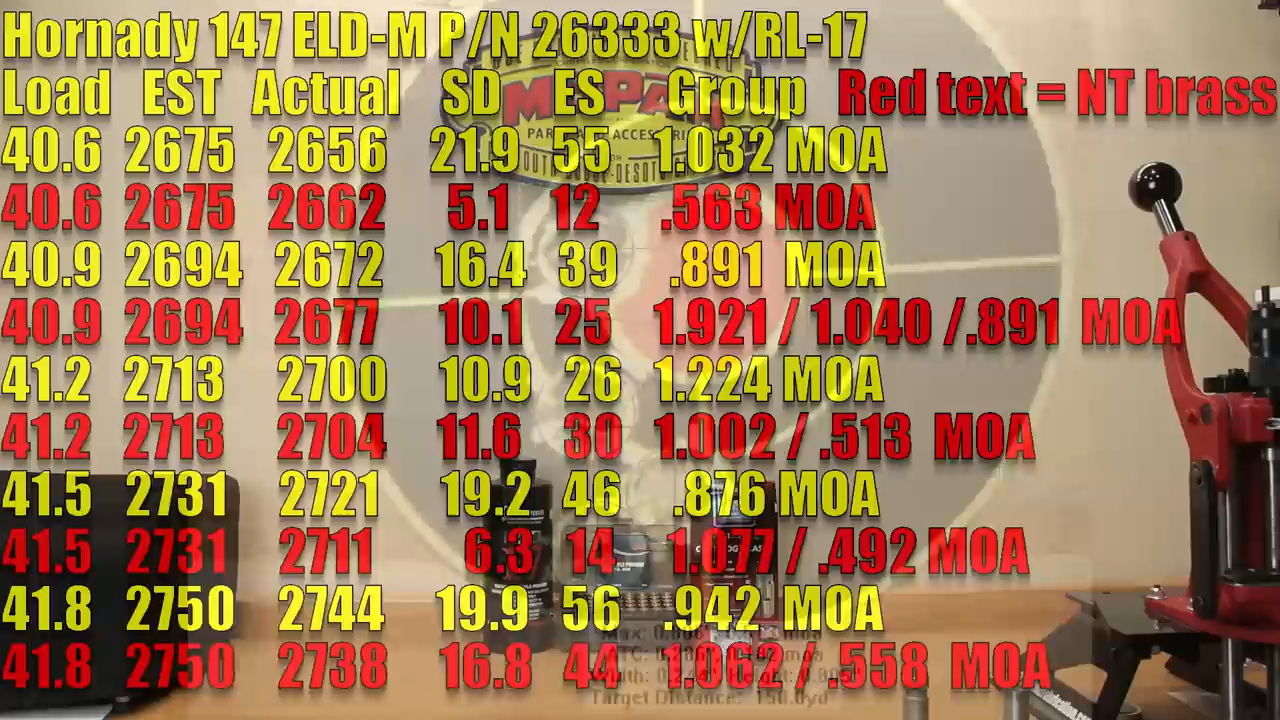 Hornady 147 ELD-M P/N 26333 w/RL-17
Load EST Actual SD ES Group Red text = NT brass
40.6 2675 2656 21.9 55 1.032 MOA
40.6 2675 2662 5.1 12 .563 MOA
40.9 2694 2672 16.4 39 .891 MOA
40.9 2694 2677 10.1 25 1.921 / 1.040 /.891 MOA
41.2 2713 2700 10.9 26 1.224 MOA
41.2 2713 2704 11.6 30 1.002 / .513 MOA
41.5 2731 2721 19.2 46 .876 MOA
41.5 2731 2711 6.3 14 1.077 / .492 MOA
41.8 2750 2744 19.9 56 .942 MOA
41.8 2750 2738 16.8 44 1.062 / .558 MOA
Target Distance: 150.0yd